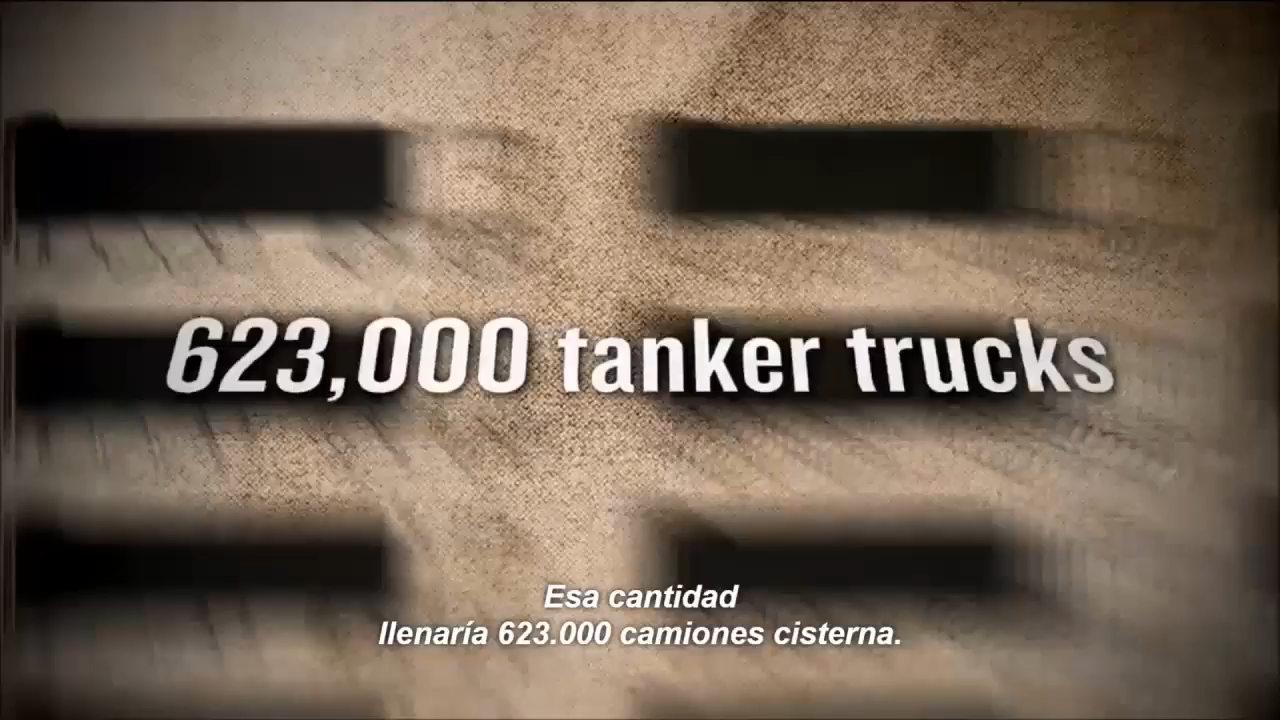 623,000 tanker trucks
Esa cantidad
llenaría 623.000 camiones cisterna.